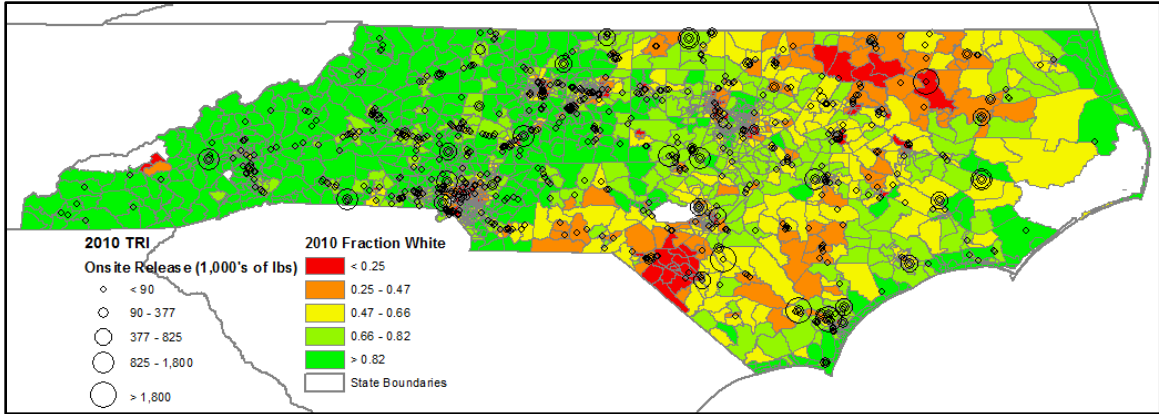 2010 TRI
Onsite Release (1,000's of lbs)
< 90
90 - 377
377 - 825
825 - 1,800
> 1,800
2010 Fraction White
< 0.25
0.25 - 0.47
0.47 - 0.66
0.66 - 0.82
> 0.82
State Boundaries